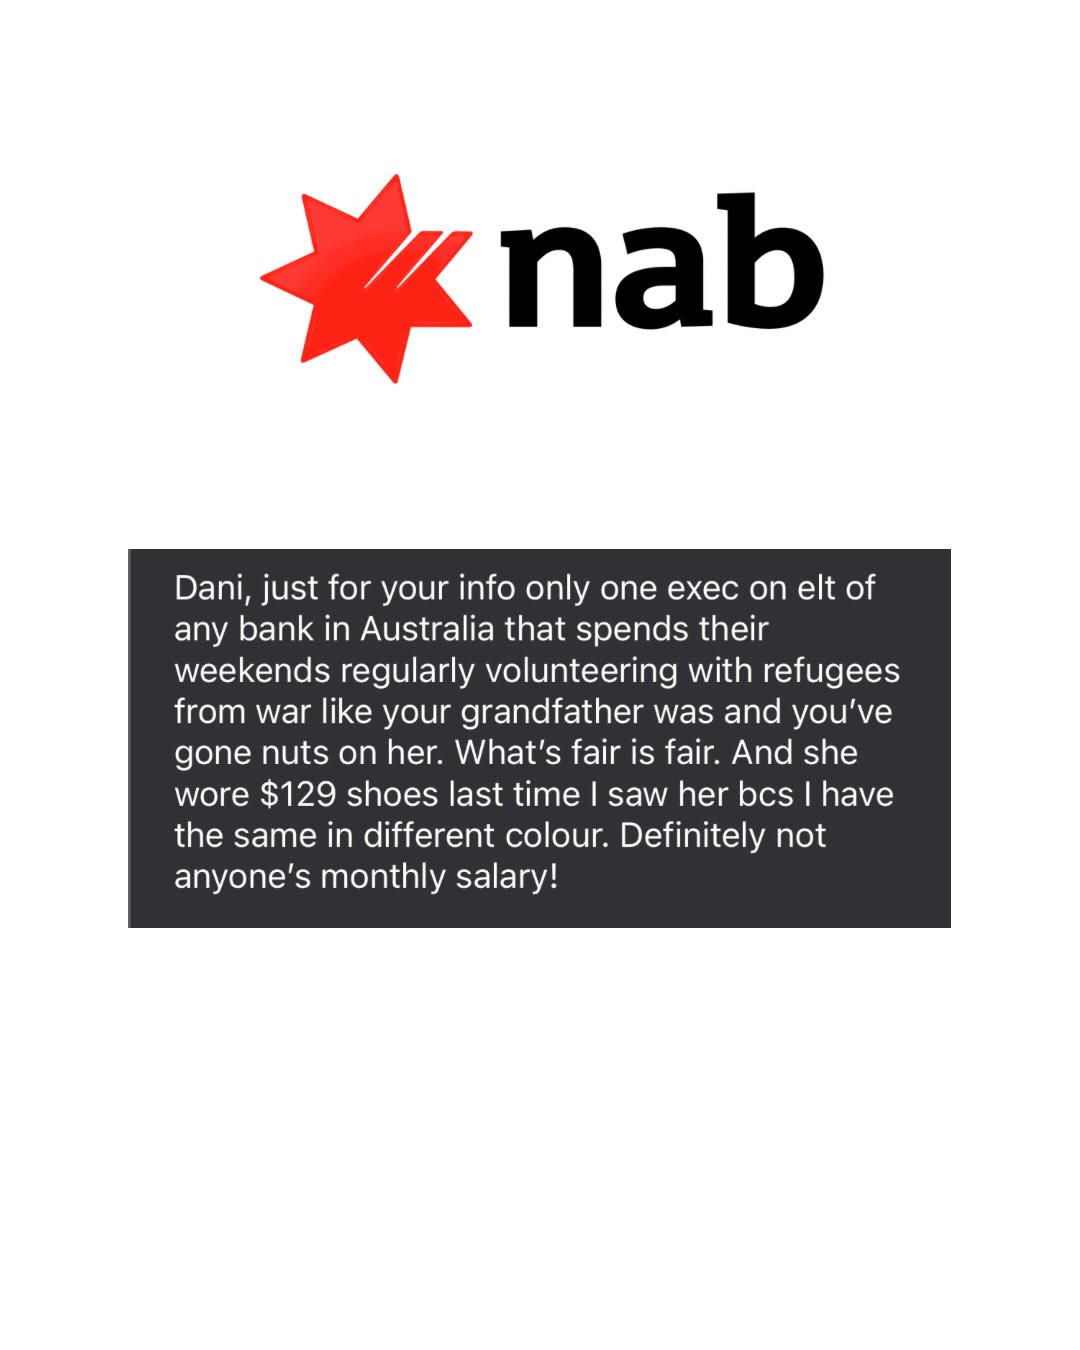 nab
Dani, just for your info only one exec on elt of
any bank in Australia that spends their
weekends regularly volunteering with refugees
from war like your grandfather was and you’ve
gone nuts on her. What’s fair is fair. And she
wore $129 shoes last time I saw her bcs I have
the same in different colour. Definitely not
anyone’s monthly salary!